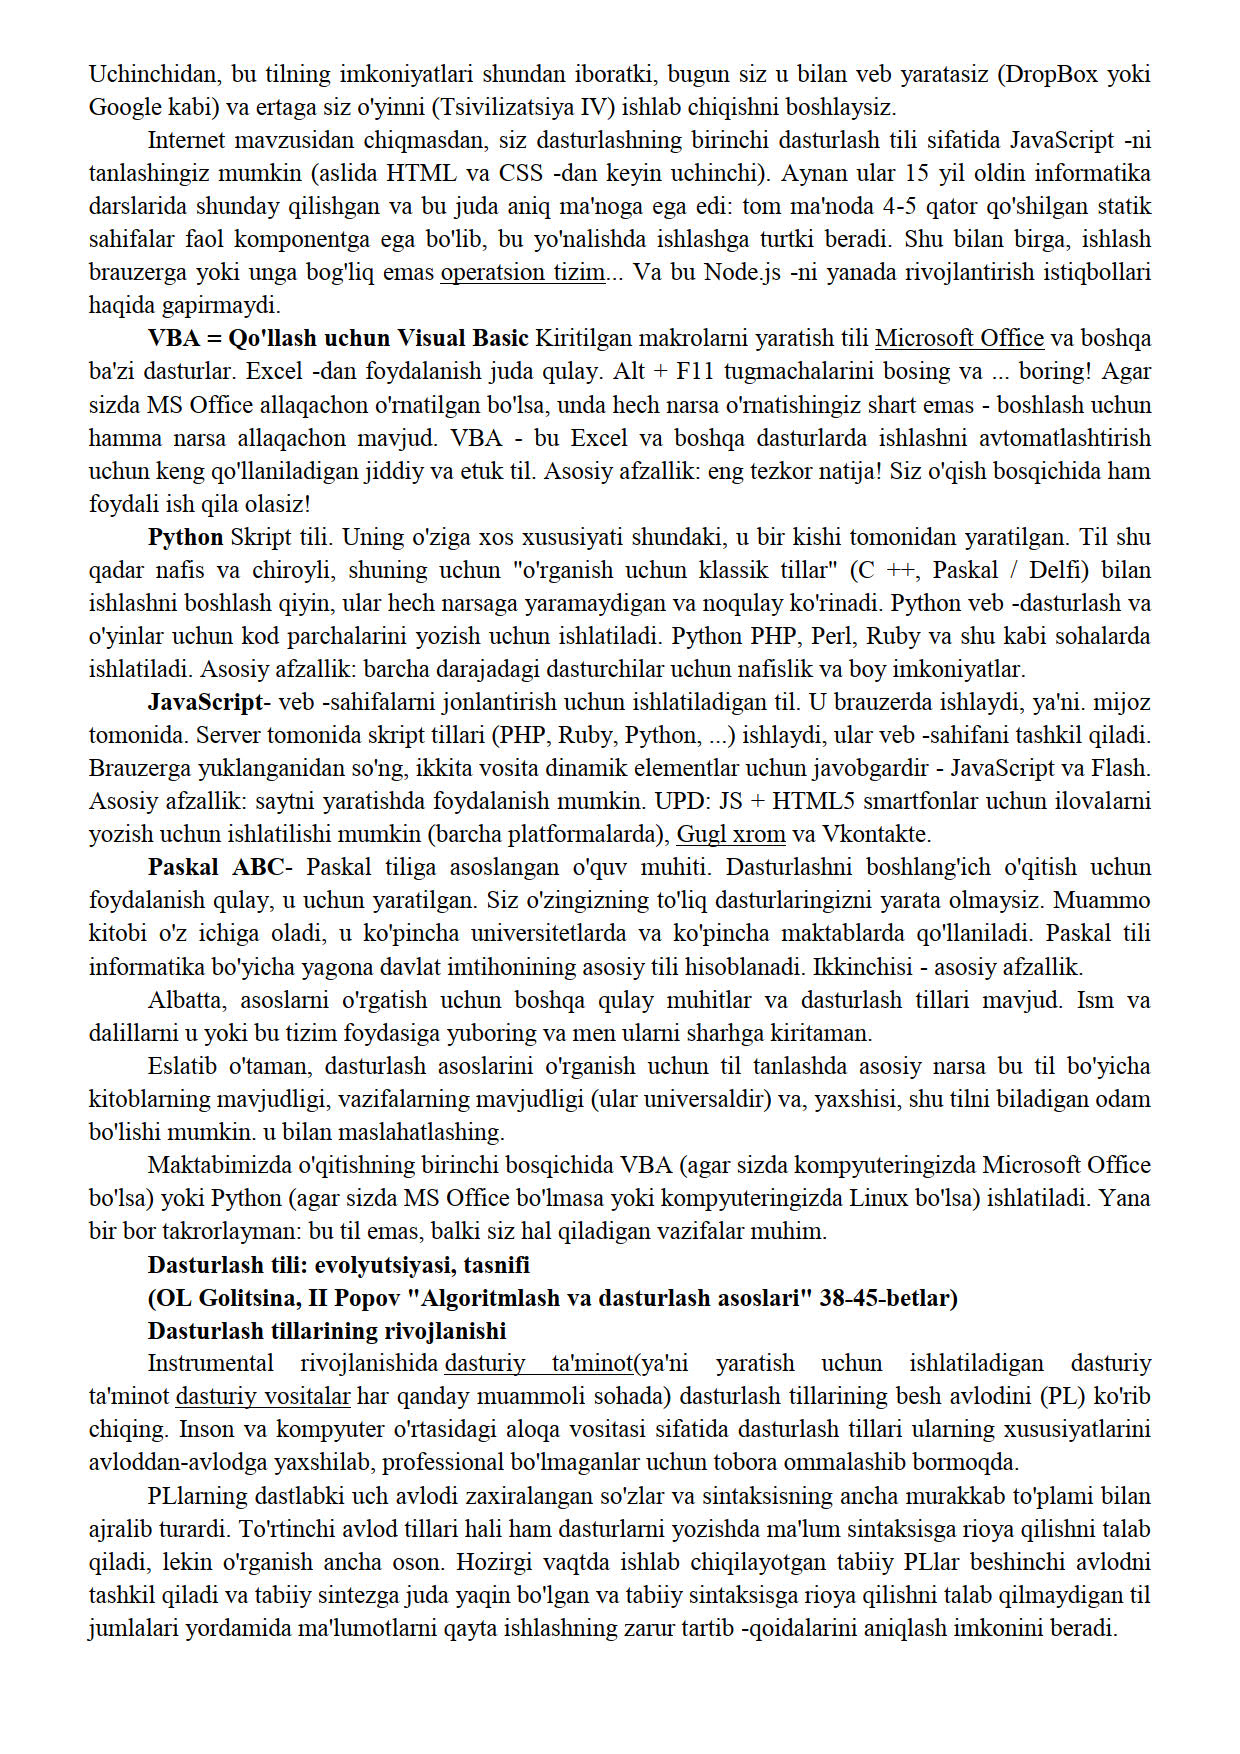 Uchinchidan, bu tilning imkoniyatlari shundan iboratki, bugun siz u bilan veb yaratasiz (DropBox yoki
Google kabi) va ertaga siz o'yinni (Tsivilizatsiya IV) ishlab chiqishni boshlaysiz.
Internet mavzusidan chiqmasdan, siz dasturlashning birinchi dasturlash tili sifatida JavaScript -ni
tanlashingiz mumkin (aslida HTML va CSS -dan keyin uchinchi). Aynan ular 15 yil oldin informatika
darslarida shunday qilishgan va bu juda aniq ma'noga ega edi: tom ma'noda 4-5 qator qo'shilgan statik
sahifalar faol komponentga ega bo'lib, bu yo'nalishda ishlashga turtki beradi. Shu bilan birga, ishlash
brauzerga yoki unga bog'liq emas operatsion tizim... Va bu Node.js -ni yanada rivojlantirish istiqbollari
haqida gapirmaydi.
VBA = Qo'llash uchun Visual Basic Kiritilgan makrolarni yaratish tili Microsoft Office va boshqa
ba'zi dasturlar. Excel -dan foydalanish juda qulay. Alt + F11 tugmachalarini bosing va ... boring! Agar
sizda MS Office allaqachon o'rnatilgan bo'lsa, unda hech narsa o'rnatishingiz shart emas - boshlash uchun
hamma narsa allaqachon mavjud. VBA - bu Excel va boshqa dasturlarda ishlashni avtomatlashtirish
uchun keng qo'llaniladigan jiddiy va etuk til. Asosiy afzallik: eng tezkor natija! Siz o'qish bosqichida ham
foydali ish qila olasiz!
Python Skript tili. Uning o'ziga xos xususiyati shundaki, u bir kishi tomonidan yaratilgan. Til shu
qadar nafis va chiroyli, shuning uchun "o'rganish uchun klassik tillar" (C ++, Paskal / Delfi) bilan
ishlashni boshlash qiyin, ular hech narsaga yaramaydigan va noqulay ko'rinadi. Python veb -dasturlash va
o'yinlar uchun kod parchalarini yozish uchun ishlatiladi. Python PHP, Perl, Ruby va shu kabi sohalarda
ishlatiladi. Asosiy afzallik: barcha darajadagi dasturchilar uchun nafislik va boy imkoniyatlar.
JavaScript- veb -sahifalarni jonlantirish uchun ishlatiladigan til. U brauzerda ishlaydi, ya'ni. mijoz
tomonida. Server tomonida skript tillari (PHP, Ruby, Python, ...) ishlaydi, ular veb -sahifani tashkil qiladi.
Brauzerga yuklanganidan so'ng, ikkita vosita dinamik elementlar uchun javobgardir - JavaScript va Flash.
Asosiy afzallik: saytni yaratishda foydalanish mumkin. UPD: JS + HTML5 smartfonlar uchun ilovalarni
yozish uchun ishlatilishi mumkin (barcha platformalarda), Gugl xrom va Vkontakte.
Paskal ABC- Paskal tiliga asoslangan o'quv muhiti. Dasturlashni boshlang'ich o'qitish uchun
foydalanish qulay, u uchun yaratilgan. Siz o'zingizning to'liq dasturlaringizni yarata olmaysiz. Muammo
kitobi o'z ichiga oladi, u ko'pincha universitetlarda va ko'pincha maktablarda qo'llaniladi. Paskal tili
informatika bo'yicha yagona davlat imtihonining asosiy tili hisoblanadi. Ikkinchisi - asosiy afzallik.
Albatta, asoslarni o'rgatish uchun boshqa qulay muhitlar va dasturlash tillari mavjud. Ism va
dalillarni u yoki bu tizim foydasiga yuboring va men ularni sharhga kiritaman.
Eslatib o'taman, dasturlash asoslarini o'rganish uchun til tanlashda asosiy narsa bu til bo'yicha
kitoblarning mavjudligi, vazifalarning mavjudligi (ular universaldir) va, yaxshisi, shu tilni biladigan odam
bo'lishi mumkin. u bilan maslahatlashing.
Maktabimizda o'qitishning birinchi bosqichida VBA (agar sizda kompyuteringizda Microsoft Office
bo'lsa) yoki Python (agar sizda MS Office bo'lmasa yoki kompyuteringizda Linux bo'lsa) ishlatiladi. Yana
bir bor takrorlayman: bu til emas, balki siz hal qiladigan vazifalar muhim.
Dasturlash tili: evolyutsiyasi, tasnifi
(OL Golitsina, II Popov "Algoritmlash va dasturlash asoslari" 38-45-betlar)
Dasturlash tillarining rivojlanishi
Instrumental rivojlanishida dasturiy ta'minot(ya'ni yaratish uchun ishlatiladigan dasturiy
ta'minot dasturiy vositalar har qanday muammoli sohada) dasturlash tillarining besh avlodini (PL) ko'rib
chiqing. Inson va kompyuter o'rtasidagi aloqa vositasi sifatida dasturlash tillari ularning xususiyatlarini
avloddan-avlodga yaxshilab, professional bo'lmaganlar uchun tobora ommalashib bormoqda.
PLlarning dastlabki uch avlodi zaxiralangan so'zlar va sintaksisning ancha murakkab to'plami bilan
ajralib turardi. To'rtinchi avlod tillari hali ham dasturlarni yozishda ma'lum sintaksisga rioya qilishni talab
qiladi, lekin o'rganish ancha oson. Hozirgi vaqtda ishlab chiqilayotgan tabiiy PLlar beshinchi avlodni
tashkil qiladi va tabiiy sintezga juda yaqin bo'lgan va tabiiy sintaksisga rioya qilishni talab qilmaydigan til
jumlalari yordamida ma'lumotlarni qayta ishlashning zarur tartib -qoidalarini aniqlash imkonini beradi.